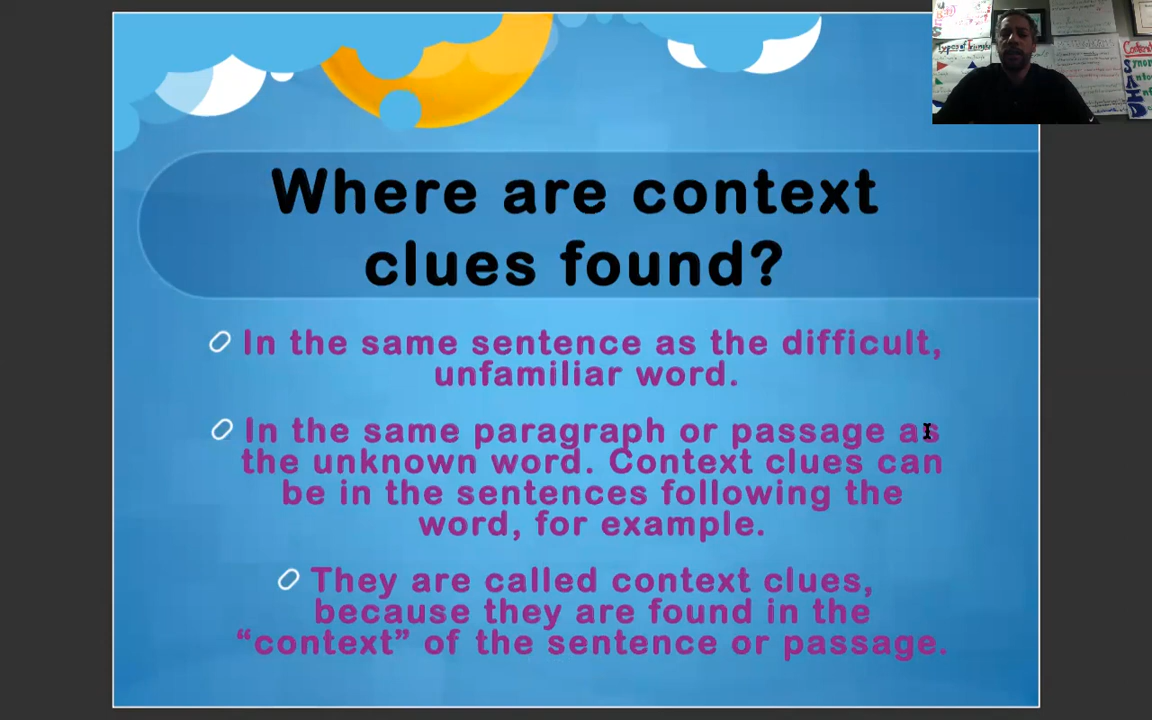 Where are context
clues found?
In the same sentence as the difficult,
unfamiliar word.
In the same paragraph or passage as
the unknown word. Context clues can
be in the sentences following the
word, for example.
They are called context clues,
because they are found in the
“context” of the sentence or passage.
Types of